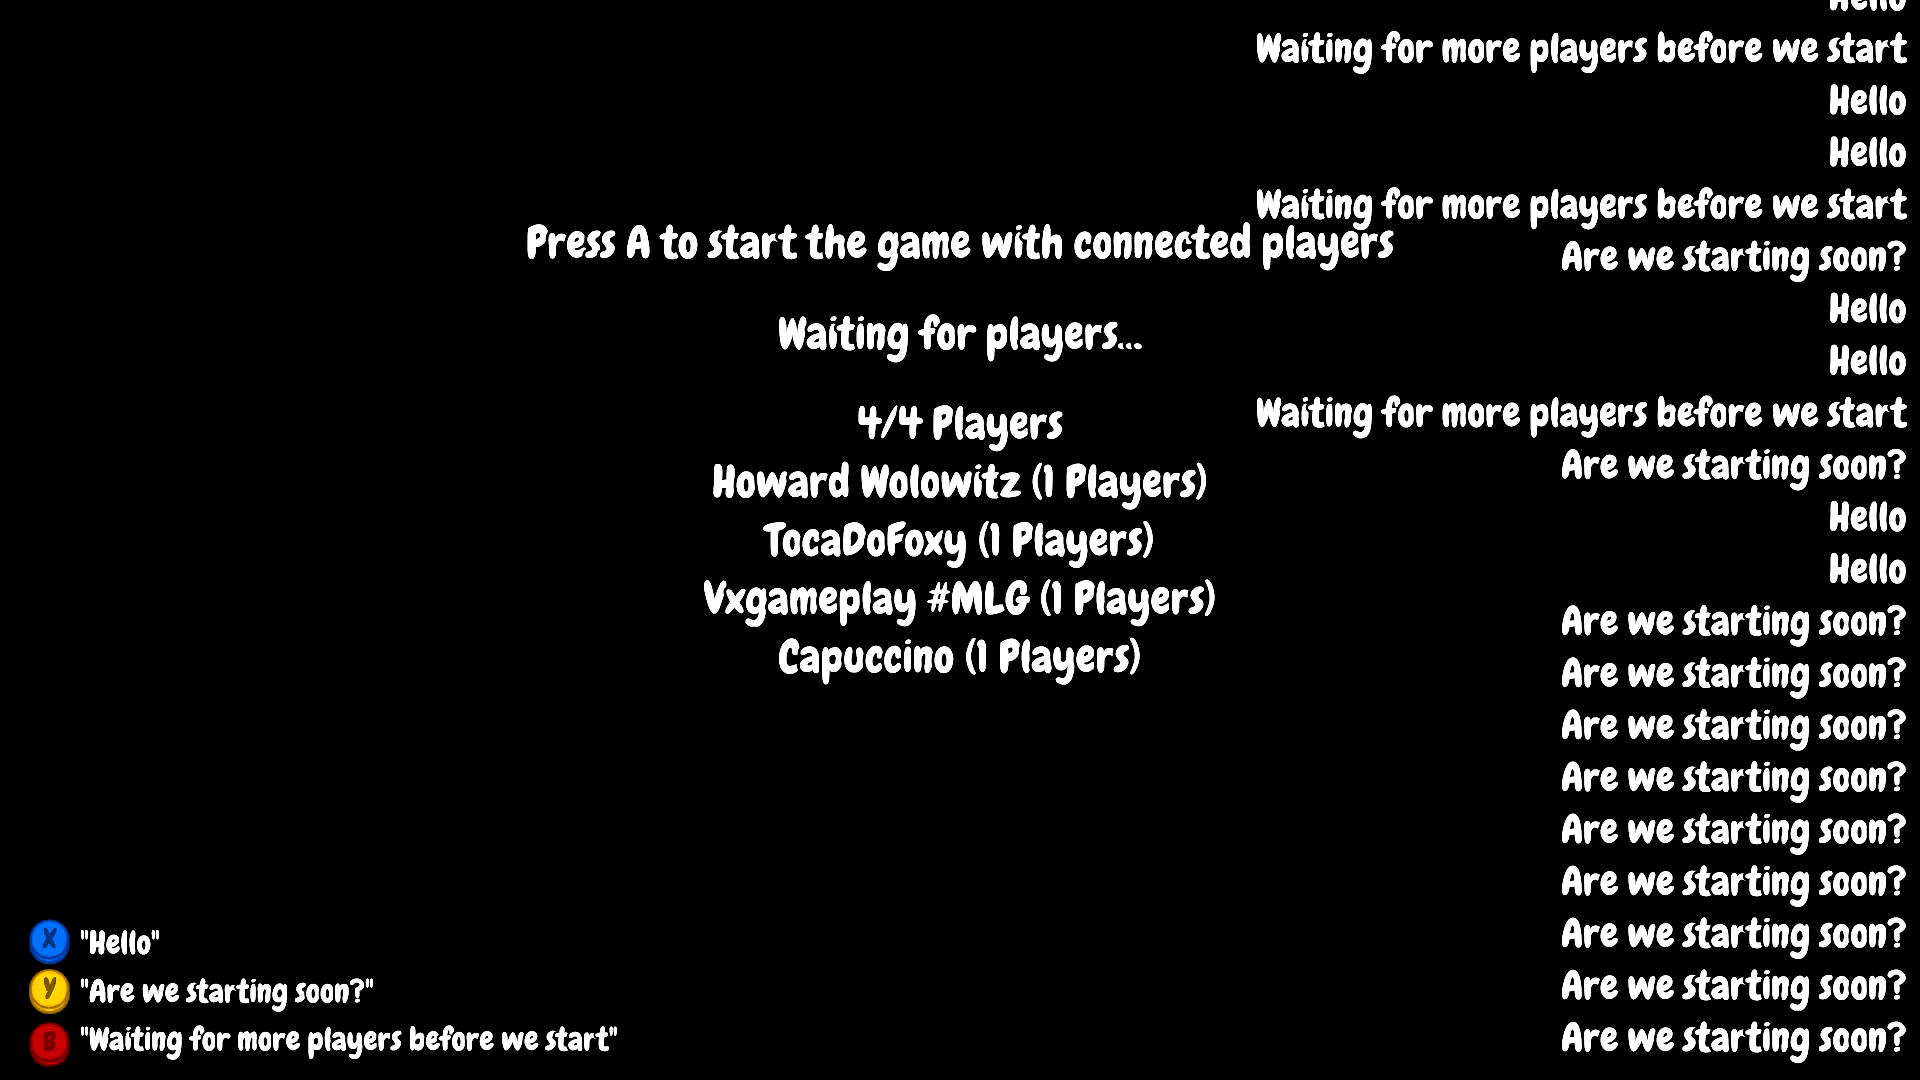 Press A to start the game with connected players
Waiting for players...
4/4 Players
Howard Wolowitz (1 Players)
TocaDoFoxy (1 Players)
Vxgameplay #MLG (1 Players)
Capuccino (1 Players)
Hello
Waiting for more players before we start
Hello
Hello
Waiting for more players before we start
Are we starting soon?
Hello
Hello
Waiting for more players before we start
Are we starting soon?
Hello
Hello
Are we starting soon?
Are we starting soon?
Are we starting soon?
Are we starting soon?
Are we starting soon?
Are we starting soon?
Are we starting soon?
Are we starting soon?
Are we starting soon?
X "Hello"
Y "Are we starting soon?"
B "Waiting for more players before we start"